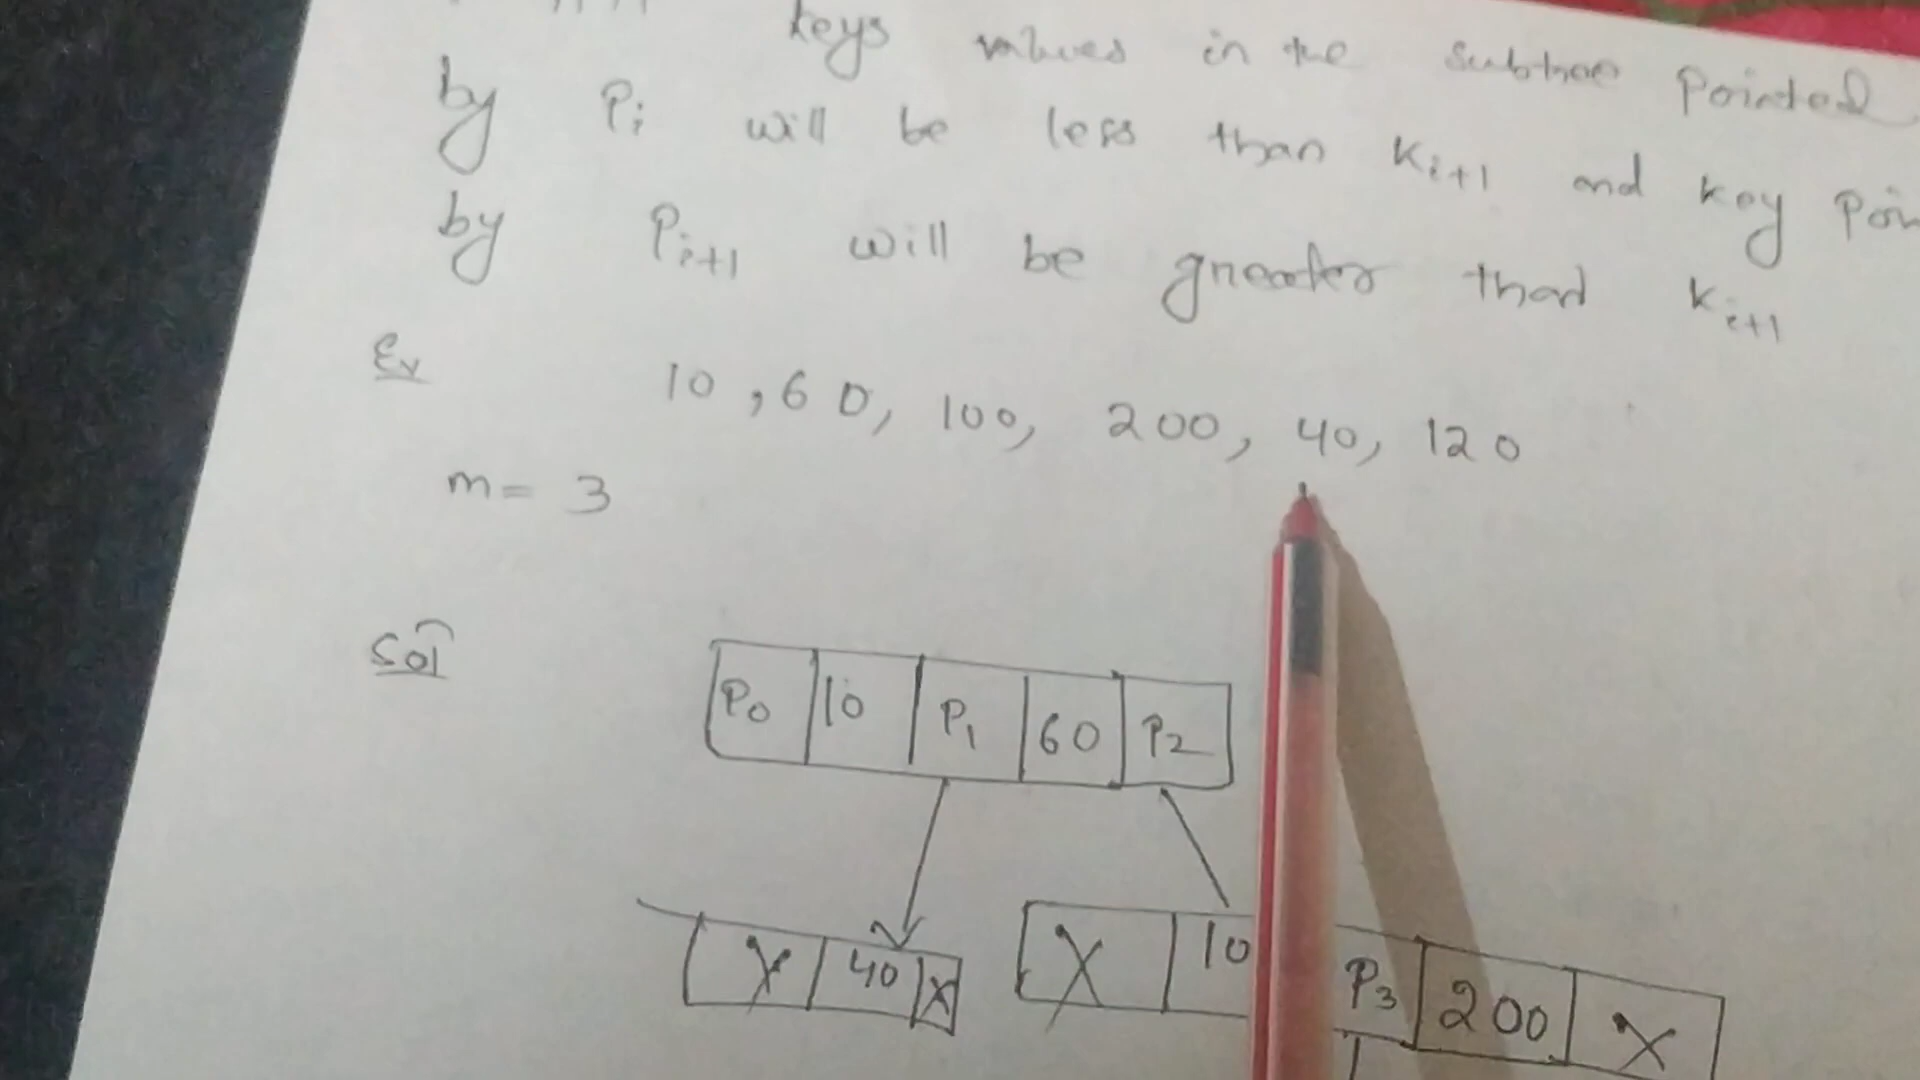 keys values in the subtree Pointed
by Pi will be less than Ki+1 and key Poin
by Pi+1 will be greater than Ki+1
Ex 10, 60, 100, 200, 40, 120
m= 3
Sol
P0 10 P1 60 P2
X 40 X
X 10 P3 200 X